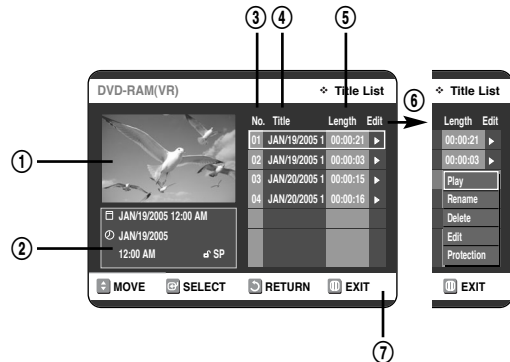 ③ ④ ⑤
DVD-RAM(VR) Title List
No. Title Length Edit
01 JAN/19/2005 1 00:00:21
02 JAN/19/2005 1 00:00:03
03 JAN/20/2005 1 00:00:15
04 JAN/20/2005 1 00:00:16
①
②
JAN/19/2005 12:00 AM
JAN/19/2005
12:00 AM SP
MOVE SELECT RETURN EXIT
⑦
⑥
Title List
Length Edit
00:00:21
00:00:03
Play
Rename
Delete
Edit
Protection
EXIT